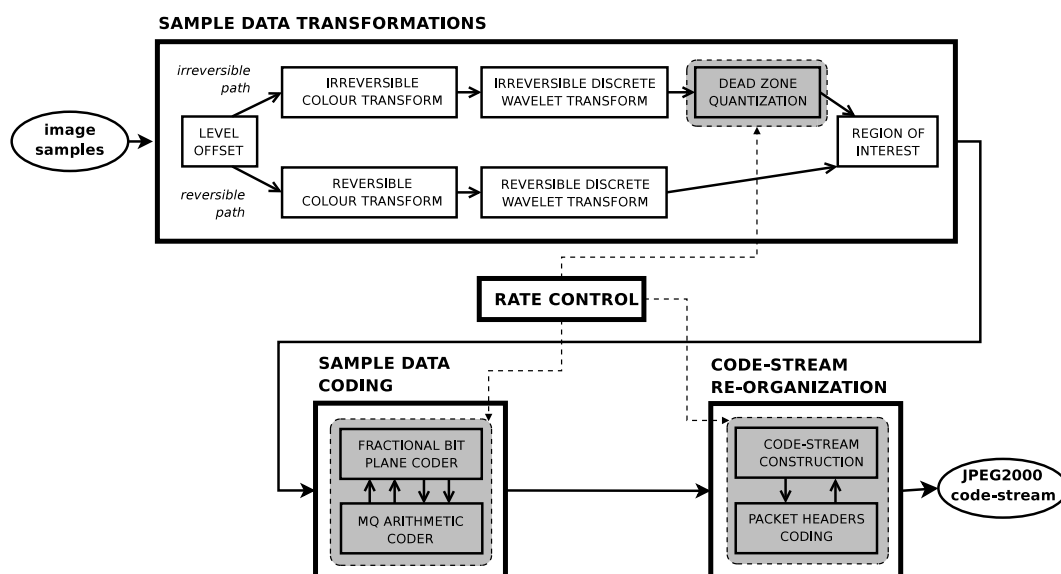 SAMPLE DATA TRANSFORMATIONS
irreversible
path
IRREVERSIBLE
COLOUR TRANSFORM
IRREVERSIBLE DISCRETE
WAVELET TRANSFORM
DEAD ZONE
QUANTIZATION
image
samples
LEVEL
OFFSET
REGION OF
INTEREST
reversible
path
REVERSIBLE
COLOUR TRANSFORM
REVERSIBLE DISCRETE
WAVELET TRANSFORM
RATE CONTROL
SAMPLE DATA
CODING
CODE-STREAM
RE-ORGANIZATION
FRACTIONAL BIT
PLANE CODER
MQ ARITHMETIC
CODER
CODE-STREAM
CONSTRUCTION
PACKET HEADERS
CODING
JPEG2000
code-stream